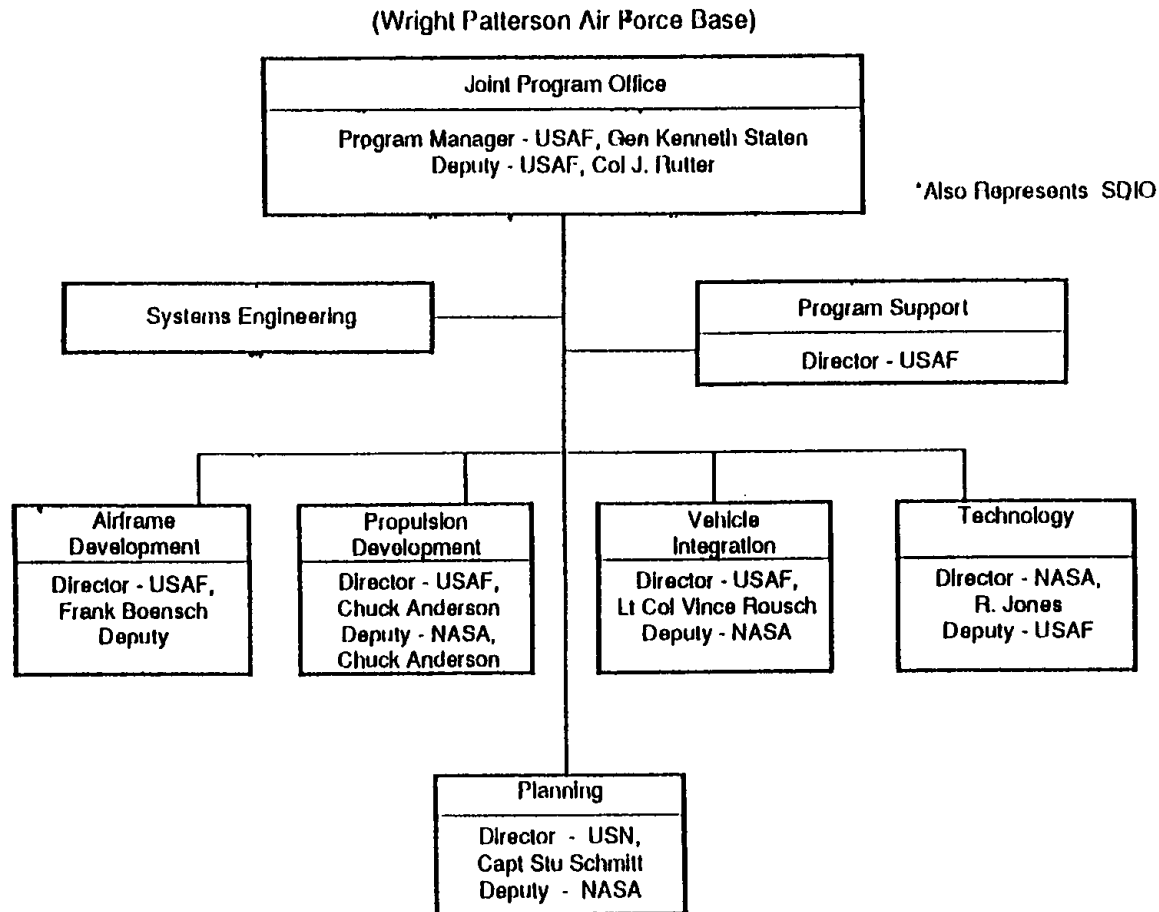 (Wright Patterson Air Force Base)
Joint Program Office
Program Manager - USAF, Gen Kenneth Staten
Deputy - USAF, Col J. Rutter
*Also Represents SDIO
Systems Engineering
Program Support
Director - USAF
Airframe
Development
Director - USAF,
Frank Boensch
Deputy
Propulsion
Development
Director - USAF,
Chuck Anderson
Deputy - NASA,
Chuck Anderson
Vehicle
Integration
Director - USAF,
Lt Col Vince Rousch
Deputy - NASA
Technology
Director - NASA,
R. Jones
Deputy - USAF
Planning
Director - USN,
Capt Stu Schmitt
Deputy - NASA